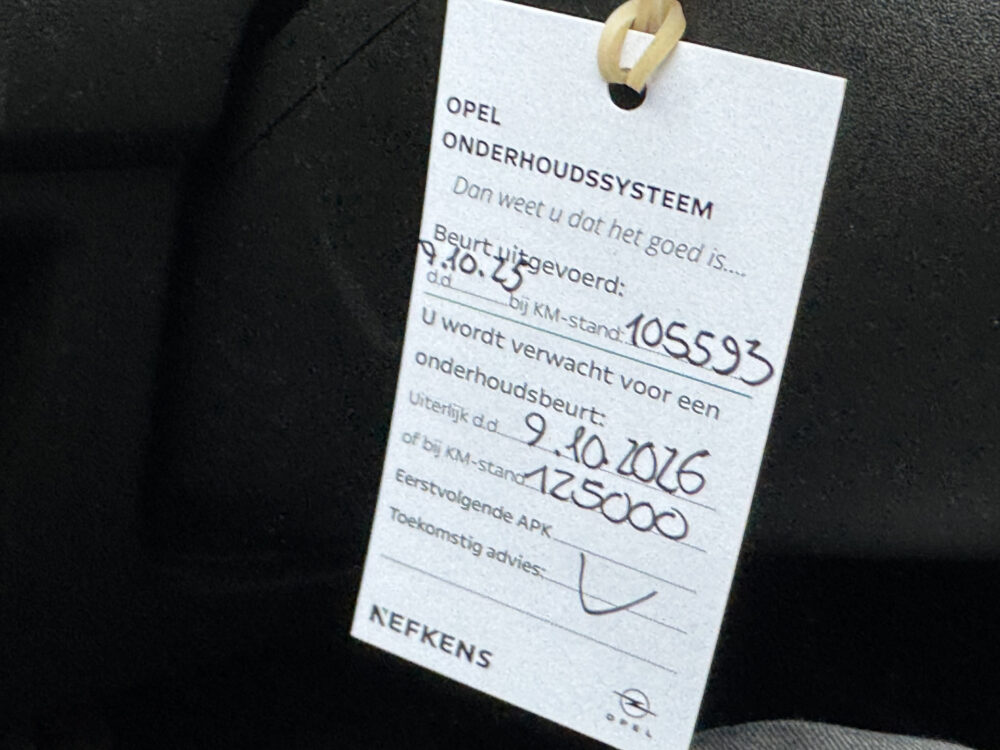 OPEL
ONDERHOUDSSYSTEEM
Dan weet u dat het goed is....
Beurt uitgevoerd:
d.d. 9.10.25 bij KM-stand: 105593
U wordt verwacht voor een
onderhoudsbeurt:
Uiterlijk d.d. 9.10.2026
of bij KM-stand 125000
Eerstvolgende APK
Toekomstig advies:
NEFKENS
OPEL